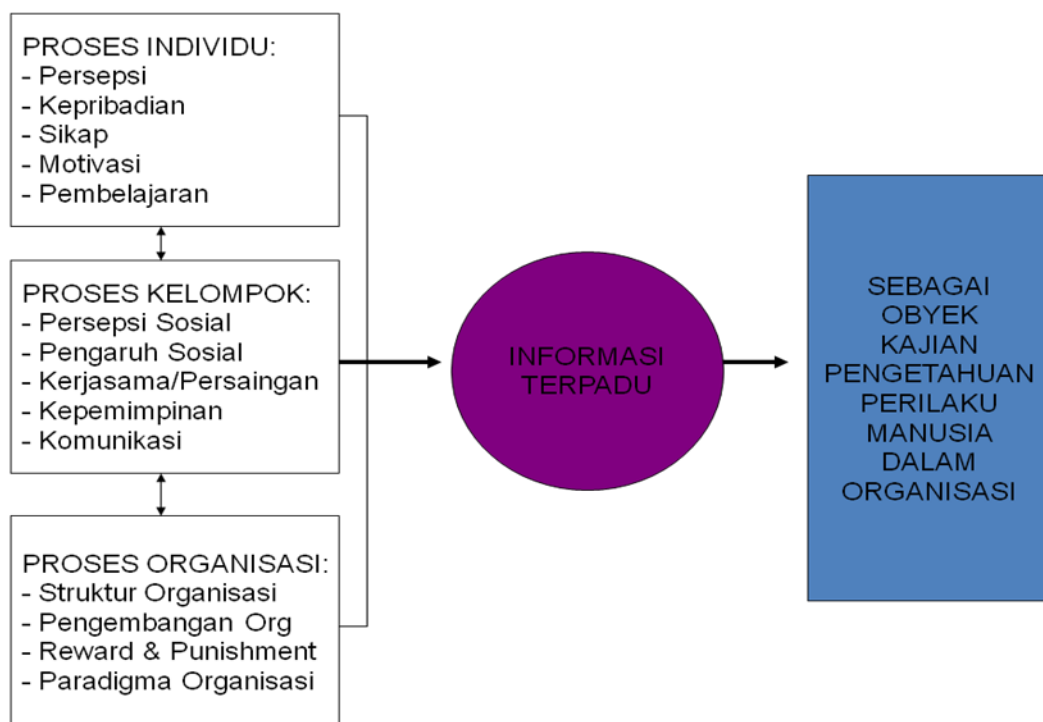 PROSES INDIVIDU:
- Persepsi
- Kepribadian
- Sikap
- Motivasi
- Pembelajaran
PROSES KELOMPOK:
- Persepsi Sosial
- Pengaruh Sosial
- Kerjasama/Persaingan
- Kepemimpinan
- Komunikasi
PROSES ORGANISASI:
- Struktur Organisasi
- Pengembangan Org
- Reward & Punishment
- Paradigma Organisasi
INFORMASI
TERPADU
SEBAGAI
OBYEK
KAJIAN
PENGETAHUAN
PERILAKU
MANUSIA
DALAM
ORGANISASI